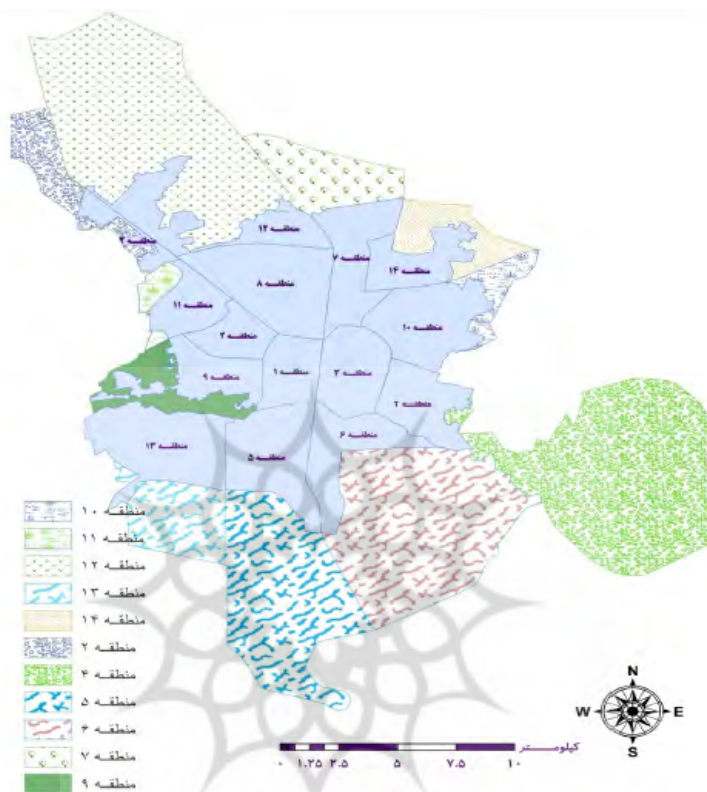 منطقه ۱۲
منطقه ۲
منطقه ۷
منطقه ۱۴
منطقه ۸
منطقه ۱۱
منطقه ۱۰
منطقه ۲
منطقه ۹
منطقه ۱
منطقه ۳
منطقه ۴
منطقه ۶
منطقه ۱۳
منطقه ۵
منطقه ۱۰
منطقه ۱۱
منطقه ۱۲
منطقه ۱۳
منطقه ۱۴
منطقه ۲
منطقه ۴
منطقه ۵
منطقه ۶
منطقه ۷
منطقه ۹
N
W E
S
کیلومتر
۰ ۱.۲۵ ۲.۵ ۵ ۷.۵ ۱۰